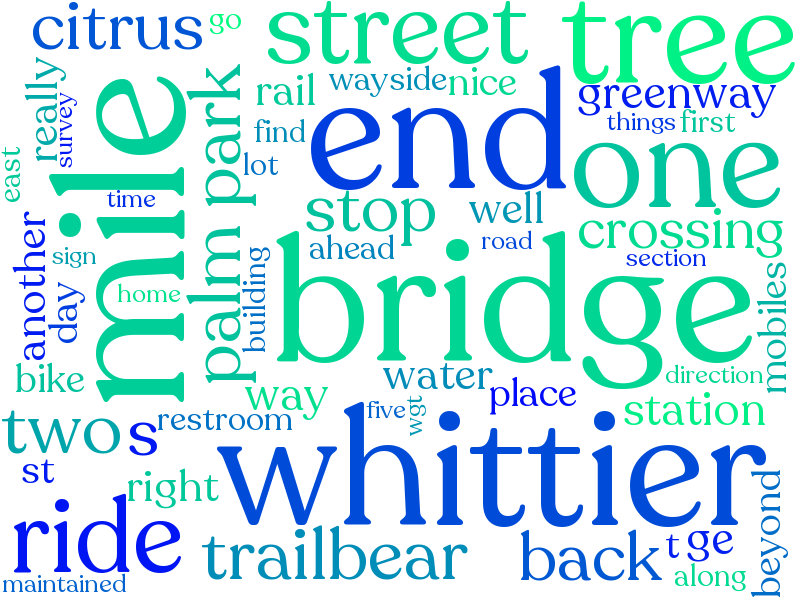 citrus
go
street
tree
really
survey
mile
palm park
rail
wayside
nice
greenway
things
first
find
lot
end
one
east
time
stop
well
crossing
another
sign
day
home
building
ahead
road
section
bridge
mobiles
bike
way
water
place
direction
station
two
s
restroom
five
wgt
st
right
whittier
ride
trailbear
back
t
ge
beyond
along
maintained